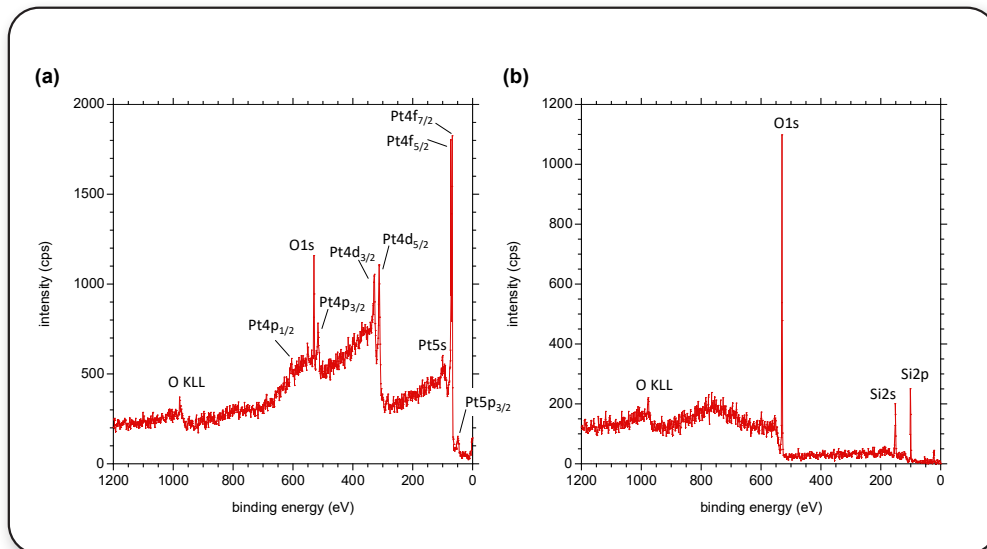 (a)
(b)
2000
1500
1000
500
0
intensity (cps)
Pt4f7/2
Pt4f5/2
O1s
Pt4d3/2
Pt4d5/2
Pt4p3/2
Pt4p1/2
Pt5s
O KLL
Pt5p3/2
1200 1000 800 600 400 200 0
binding energy (eV)
1200
1000
800
600
400
200
0
intensity (cps)
O1s
O KLL
Si2p
Si2s
1200 1000 800 600 400 200 0
binding energy (eV)